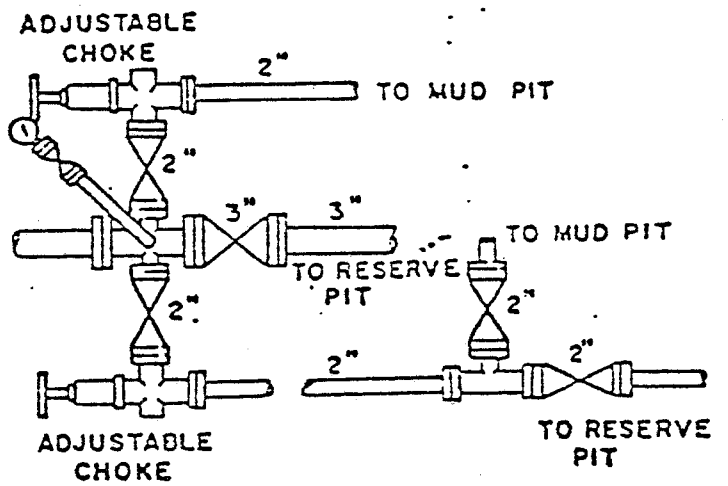 ADJUSTABLE
CHOKE
2"
TO MUD PIT
2"
3"
3"
TO MUD PIT
TO RESERVE
PIT
2"
2"
2"
2"
ADJUSTABLE
CHOKE
TO RESERVE
PIT